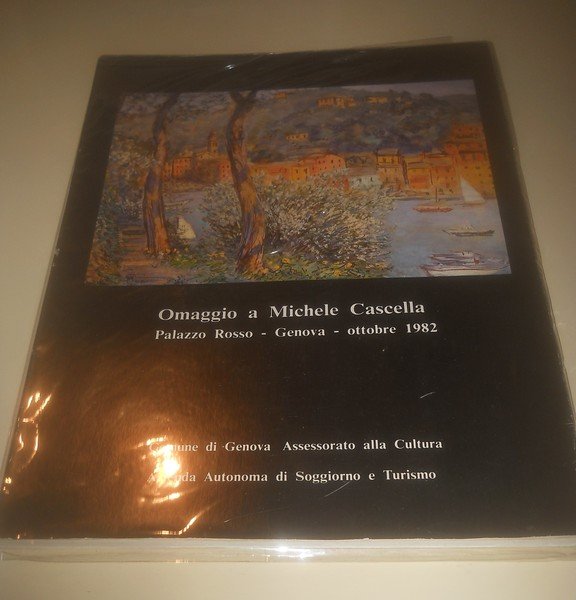 Omaggio a Michele Cascella
Palazzo Rosso - Genova - ottobre 1982
di Genova Assessorato alla Cultura
Autonoma di Soggiorno e Turismo